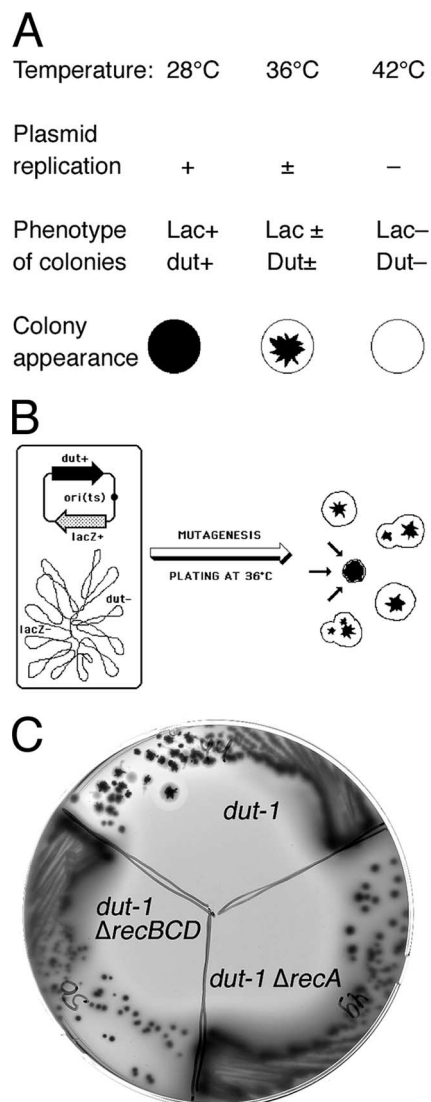 A
Temperature: 28°C 36°C 42°C
Plasmid
replication + ± –
Phenotype Lac+ Lac ± Lac–
of colonies dut+ Dut± Dut–
Colony
appearance
B
dut+
ori(ts)
lacZ+
dut–
lacZ–
MUTAGENESIS
PLATING AT 36°C
C
dut-1
dut-1
ΔrecBCD
dut-1 ΔrecA